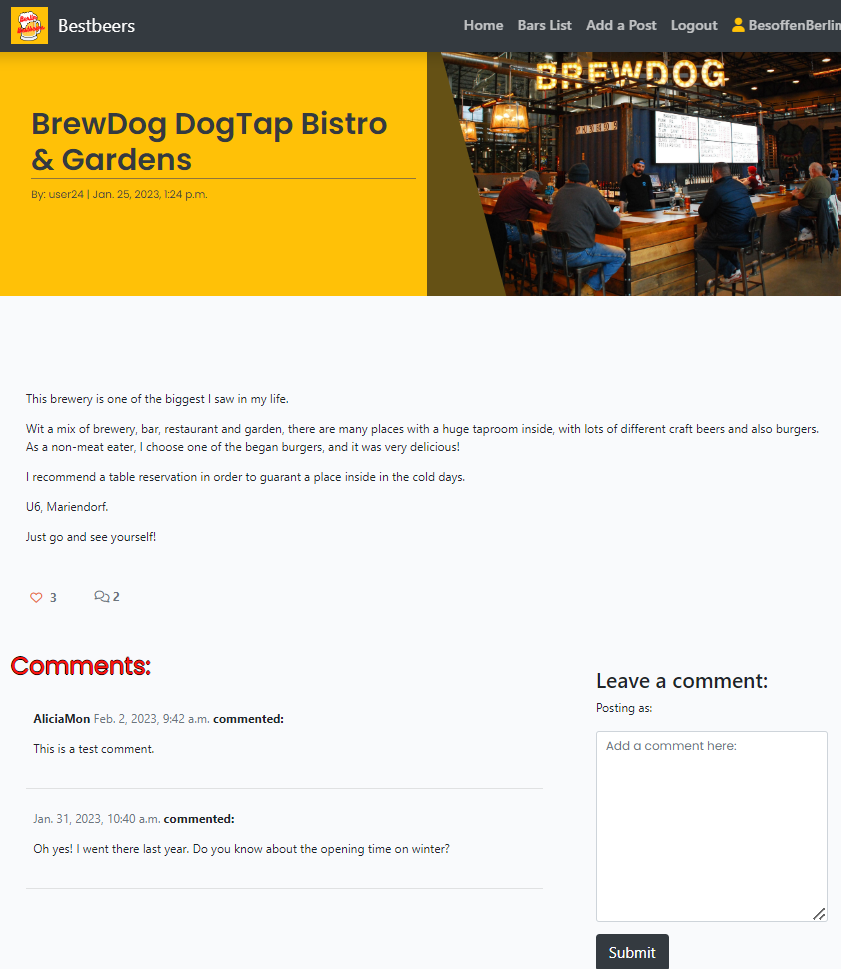 Bestbeers
Home Bars List Add a Post Logout BesoffenBerlin
BREWDOG
BrewDog DogTap Bistro
& Gardens
By: user24 | Jan. 25, 2023, 1:24 p.m.
This brewery is one of the biggest I saw in my life.
Wit a mix of brewery, bar, restaurant and garden, there are many places with a huge taproom inside, with lots of different craft beers and also burgers.
As a non-meat eater, I choose one of the began burgers, and it was very delicious!
I recommend a table reservation in order to guarant a place inside in the cold days.
U6, Mariendorf.
Just go and see yourself!
3 2
Comments:
AliciaMon Feb. 2, 2023, 9:42 a.m. commented:
This is a test comment.
Jan. 31, 2023, 10:40 a.m. commented:
Oh yes! I went there last year. Do you know about the opening time on winter?
Leave a comment:
Posting as:
Add a comment here:
Submit